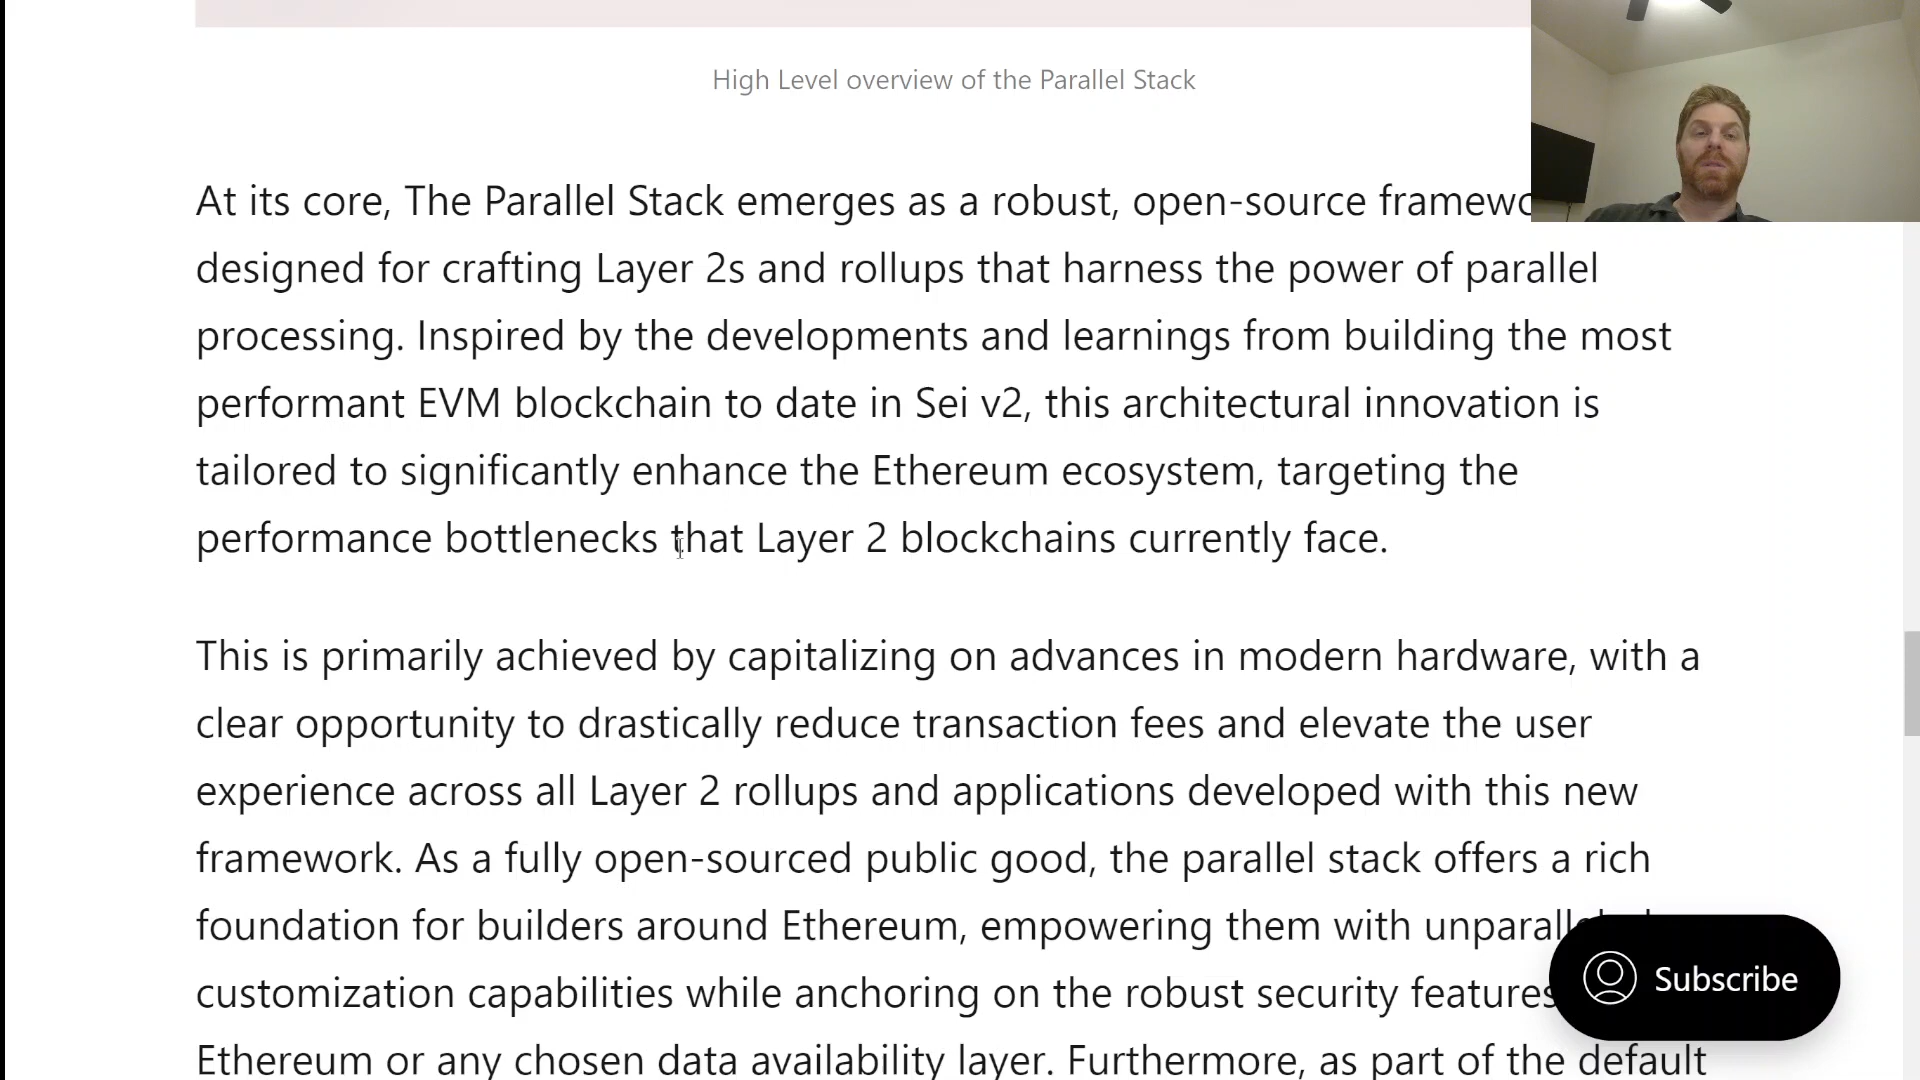 High Level overview of the Parallel Stack
At its core, The Parallel Stack emerges as a robust, open-source
designed for crafting Layer 2s and rollups that harness the power of parallel
processing. Inspired by the developments and learnings from building the most
performant EVM blockchain to date in Sei v2, this architectural innovation is
tailored to significantly enhance the Ethereum ecosystem, targeting the
performance bottlenecks that Layer 2 blockchains currently face.
This is primarily achieved by capitalizing on advances in modern hardware, with a
clear opportunity to drastically reduce transaction fees and elevate the user
experience across all Layer 2 rollups and applications developed with this new
framework. As a fully open-sourced public good, the parallel stack offers a rich
foundation for builders around Ethereum, empowering them with
customization capabilities while anchoring on the robust security features
Subscribe
Ethereum or any chosen data availability layer. Furthermore, as part of the default